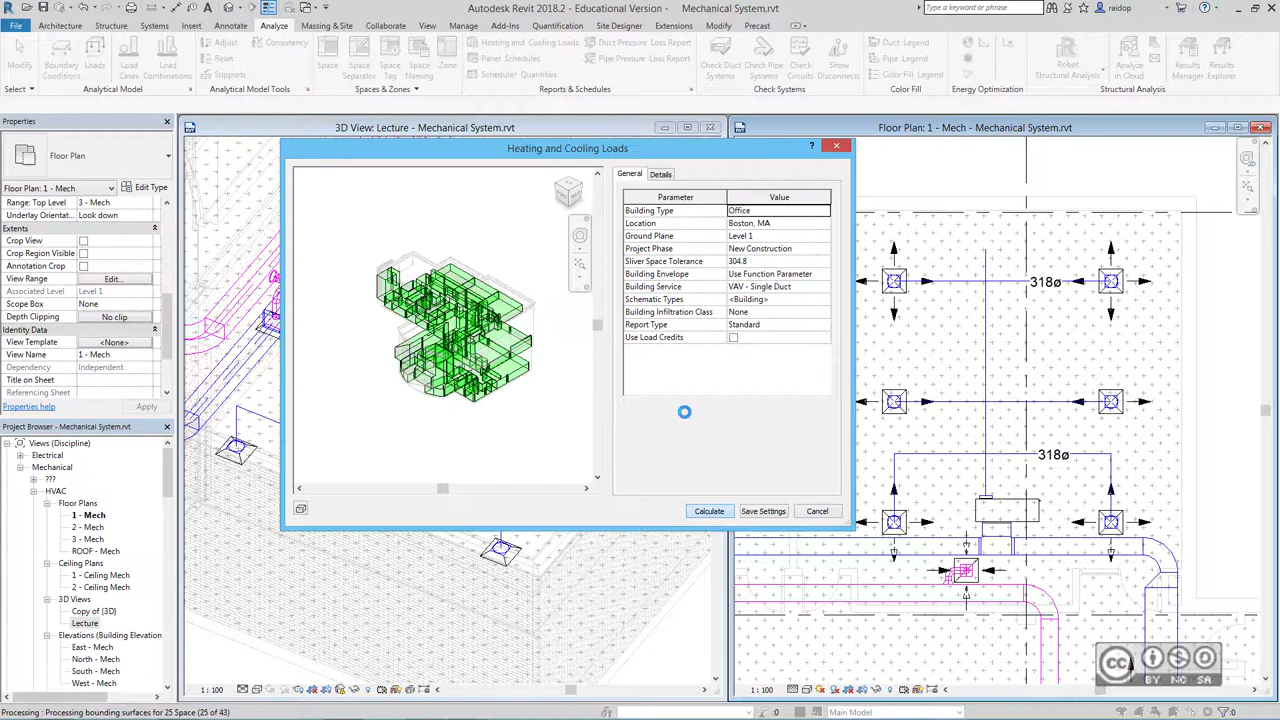 Autodesk Revit 2018.2 - Educational Version - Mechanical System.rvt
Type a keyword or phrase
raidop...
File Architecture Structure Systems Insert Annotate Analyze Massing & Site Collaborate View Manage Add-Ins Quantification Site Designer Extensions Modify Precast
Modify
Boundary Conditions
Loads
Load Cases
Load Combinations
Adjust
Reset
Supports
Consistency
Space
Space Separator
Space Tag
Space Naming
Zone
Heating and Cooling Loads
Panel Schedules
Schedule/ Quantities
Duct Pressure Loss Report
Pipe Pressure Loss Report
Check Duct Systems
Check Pipe Systems
Check Circuits
Show Disconnects
Duct Legend
Pipe Legend
Color Fill Legend
Robot Structural Analysis
Analyze in Cloud
Results Manager
Results Explorer
Select
Analytical Model
Analytical Model Tools
Spaces & Zones
Reports & Schedules
Check Systems
Color Fill
Energy Optimization
Structural Analysis
Properties
Floor Plan
Floor Plan: 1 - Mech
Edit Type
Range: Top Level 3 - Mech
Underlay Orientat... Look down
Extents
Crop View
Crop Region Visible
Annotation Crop
View Range Edit...
Associated Level Level 1
Scope Box None
Depth Clipping No clip
Identity Data
View Template <None>
View Name 1 - Mech
Dependency Independent
Title on Sheet
Referencing Sheet
Properties help
Apply
Project Browser - Mechanical System.rvt
Views (Discipline)
Electrical
Mechanical
???
HVAC
Floor Plans
1 - Mech
2 - Mech
3 - Mech
ROOF - Mech
Ceiling Plans
1 - Ceiling Mech
2 - Ceiling Mech
3D Views
Copy of {3D}
Lecture
Elevations (Building Elevation
East - Mech
North - Mech
South - Mech
West - Mech
3D View: Lecture - Mechanical System.rvt
Heating and Cooling Loads
General Details
Parameter Value
Building Type Office
Location Boston, MA
Ground Plane Level 1
Project Phase New Construction
Sliver Space Tolerance 304.8
Building Envelope Use Function Parameter
Building Service VAV - Single Duct
Schematic Types <Building>
Building Infiltration Class None
Report Type Standard
Use Load Credits
Calculate
Save Settings
Cancel
1 : 100
Floor Plan: 1 - Mech - Mechanical System.rvt
318ø
318ø
1 : 100
CC BY NC SA
Processing : Processing bounding surfaces of 25 Space (25 of 43)
:0
Main Model
:0